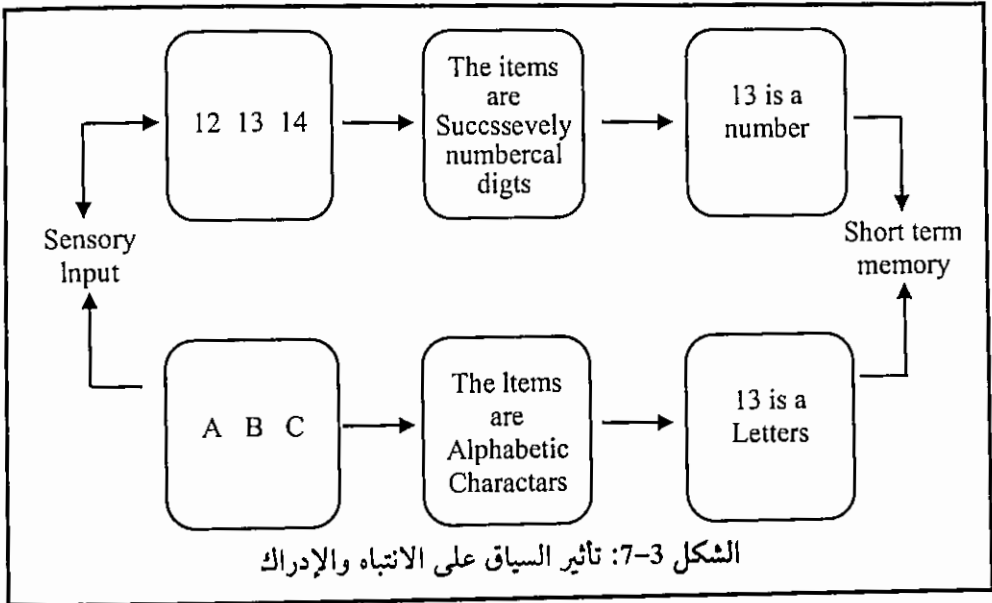 12 13 14
The items
are
Succssevely
numbercal
digts
13 is a
number
Sensory
Input
Short term
memory
A B C
The Items
are
Alphabetic
Charactars
13 is a
Letters
الشكل 3-7: تأثير السياق على الانتباه والإدراك